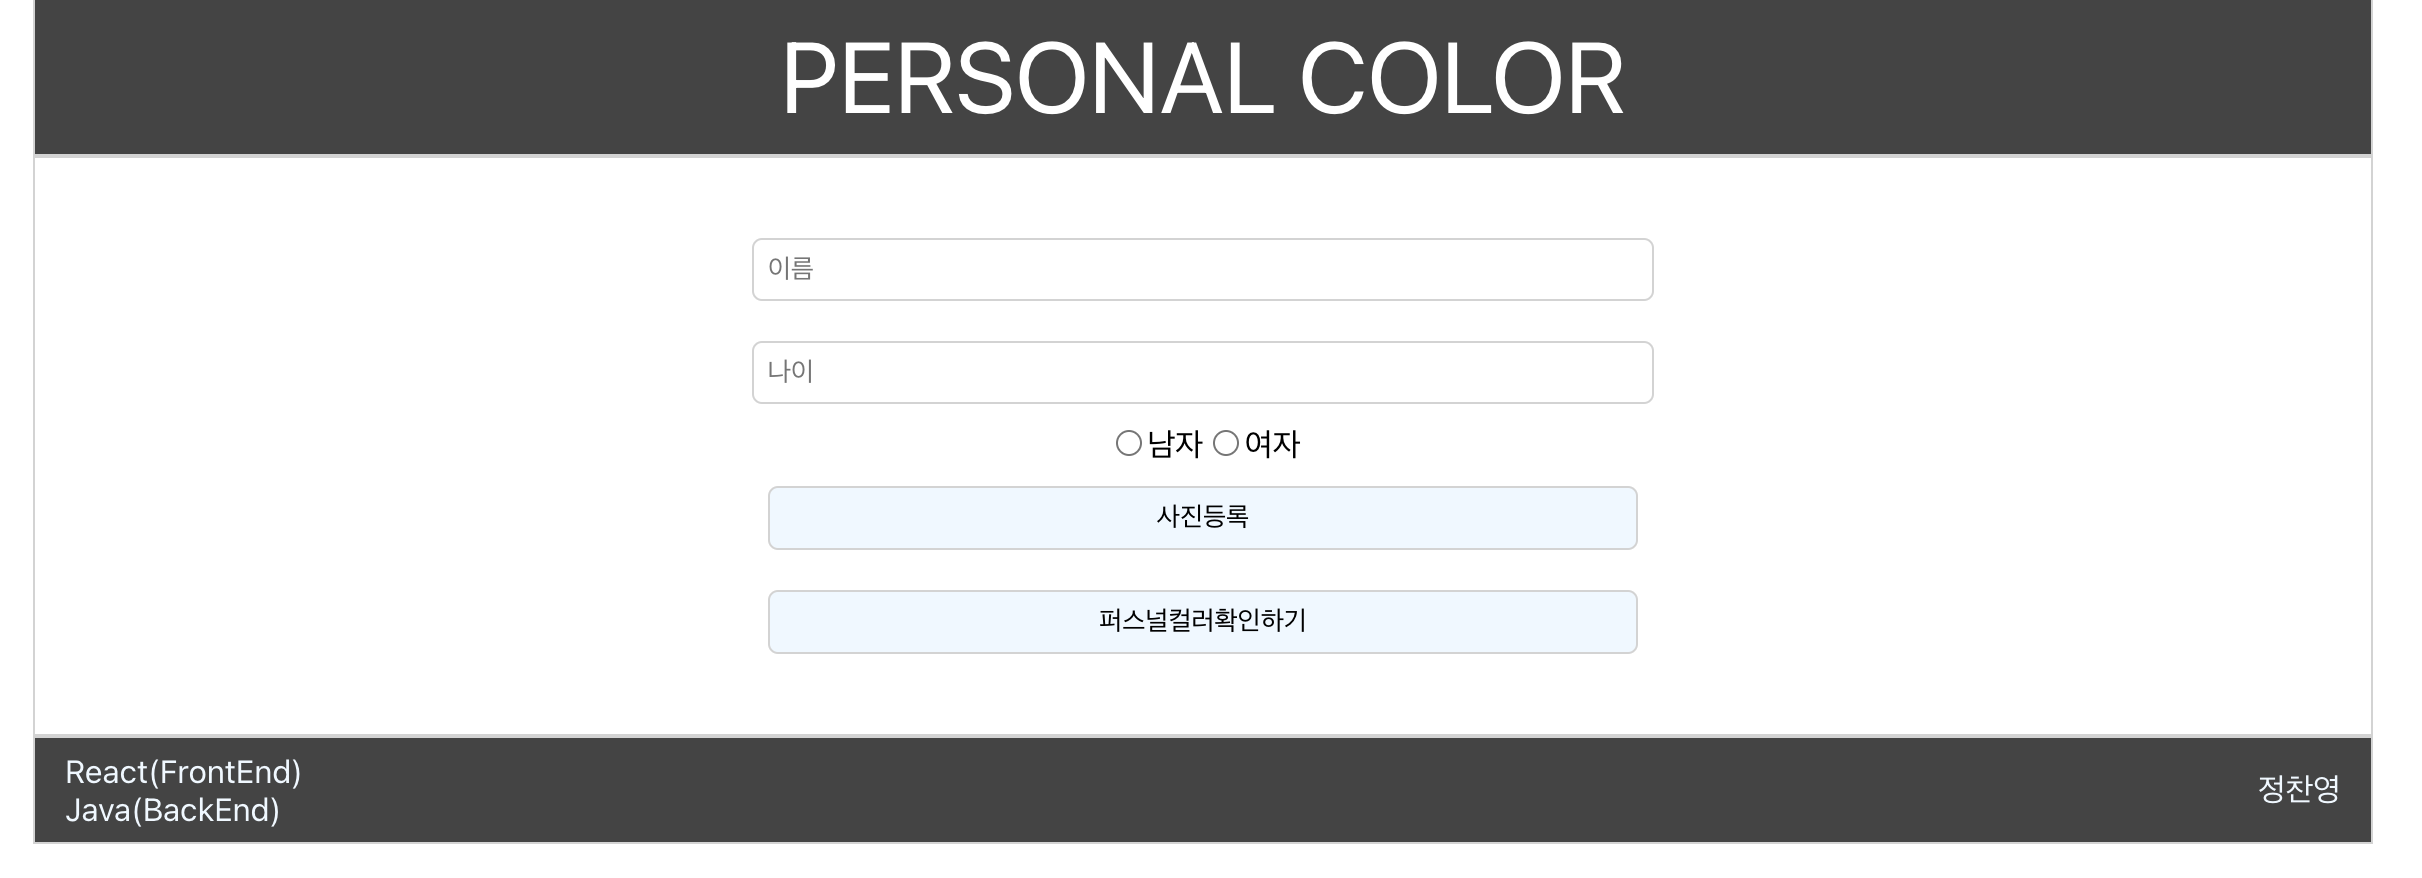 PERSONAL COLOR
이름
나이
남자 여자
사진등록
퍼스널컬러확인하기
React(FrontEnd)
Java(BackEnd)
정찬영